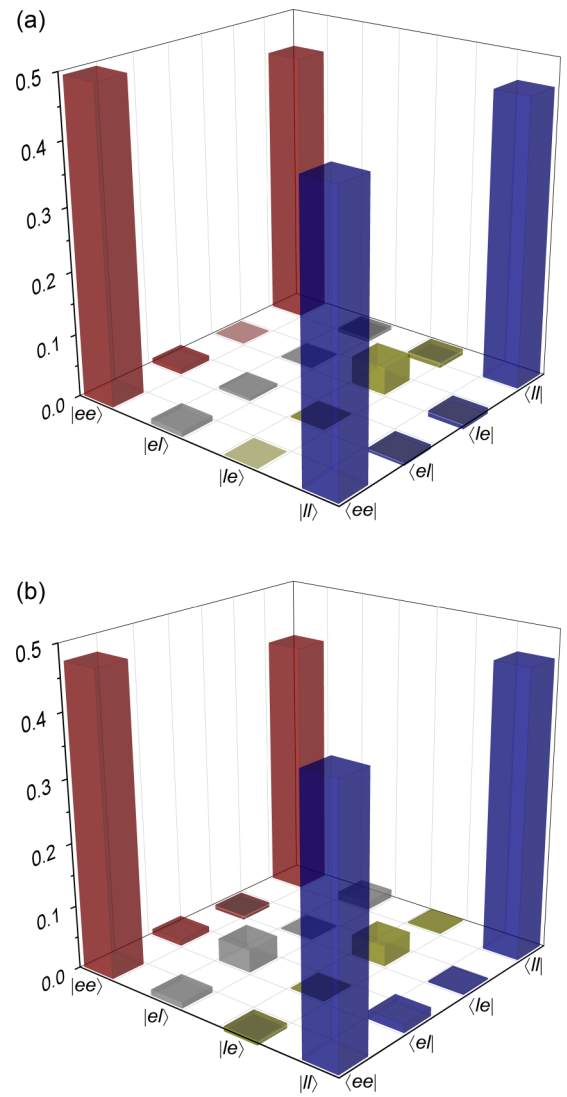 (a)
0.5
0.4
0.3
0.2
0.1
0.0
|ee⟩
|el⟩
|le⟩
|ll⟩
⟨ee|
⟨el|
⟨le|
⟨ll|
(b)
0.5
0.4
0.3
0.2
0.1
0.0
|ee⟩
|el⟩
|le⟩
|ll⟩
⟨ee|
⟨el|
⟨le|
⟨ll|